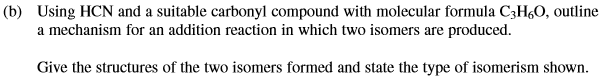 (b) Using HCN and a suitable carbonyl compound with molecular formula C₃H₆O, outline
a mechanism for an addition reaction in which two isomers are produced.
Give the structures of the two isomers formed and state the type of isomerism shown.